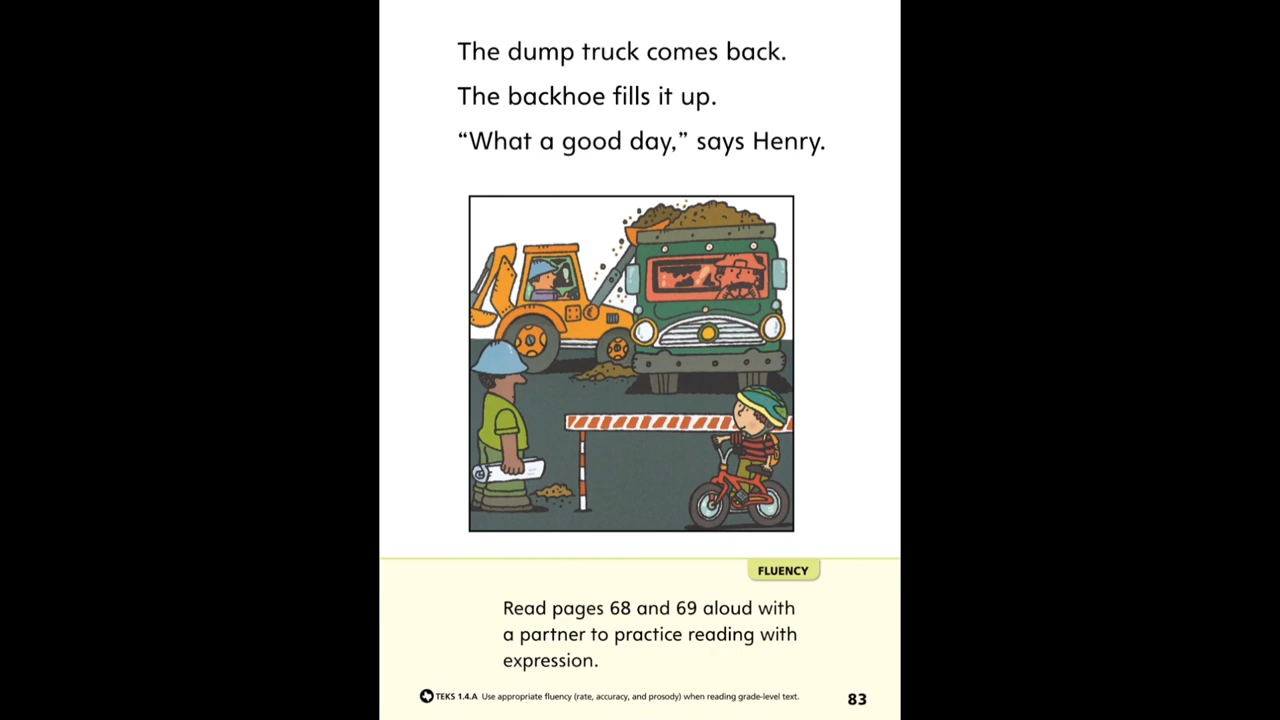 The dump truck comes back.
The backhoe fills it up.
“What a good day,” says Henry.
FLUENCY
Read pages 68 and 69 aloud with
a partner to practice reading with
expression.
TEKS 1.4.A Use appropriate fluency (rate, accuracy, and prosody) when reading grade-level text.
83